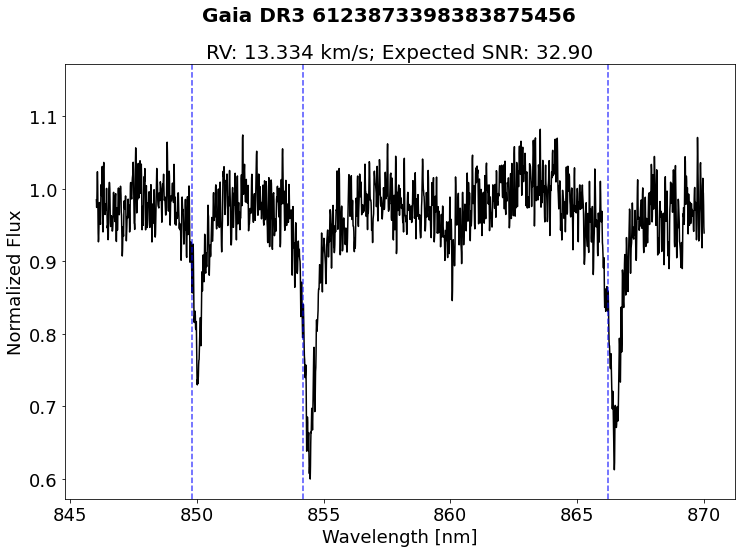 Gaia DR3 6123873398383875456
RV: 13.334 km/s; Expected SNR: 32.90
Normalized Flux
1.1
1.0
0.9
0.8
0.7
0.6
845 850 855 860 865 870
Wavelength [nm]